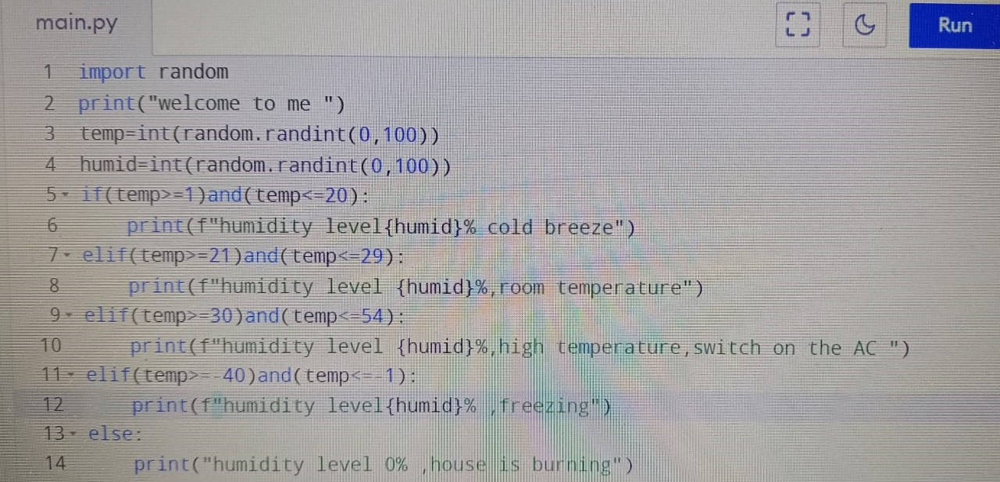 main.py
Run
1 import random
2 print("welcome to me ")
3 temp=int(random.randint(0,100))
4 humid=int(random.randint(0,100))
5 if(temp>=1)and(temp<=20):
6     print(f"humidity level{humid}% cold breeze")
7 elif(temp>=21)and(temp<=29):
8     print(f"humidity level {humid}%,room temperature")
9 elif(temp>=30)and(temp<=54):
10     print(f"humidity level {humid}%,high temperature,switch on the AC ")
11 elif(temp>=-40)and(temp<=-1):
12     print(f"humidity level{humid}% ,freezing")
13 else:
14     print("humidity level 0% ,house is burning")